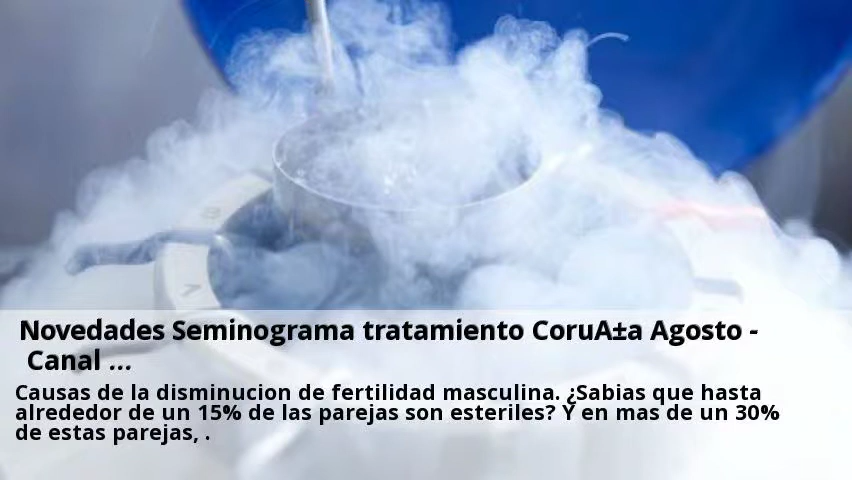 Novedades Seminograma tratamiento CoruA±a Agosto -
Canal ...
Causas de la disminucion de fertilidad masculina. ¿Sabias que hasta
alrededor de un 15% de las parejas son esteriles? Y en mas de un 30%
de estas parejas, .